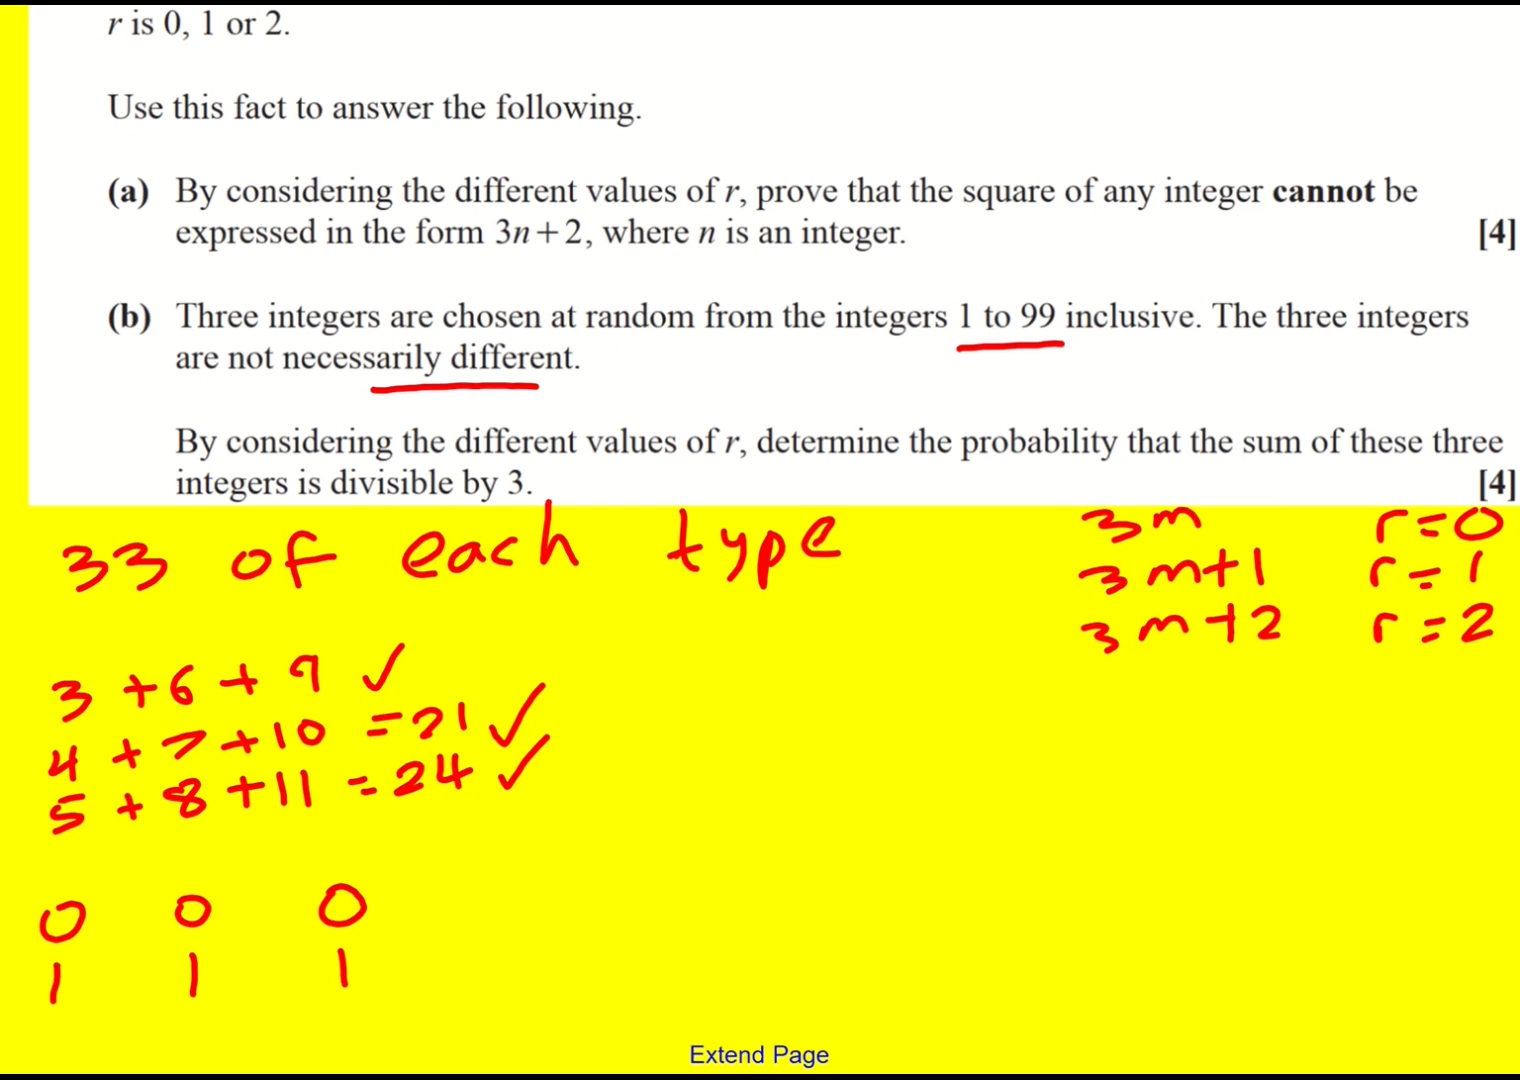 r is 0, 1 or 2.
Use this fact to answer the following.
(a) By considering the different values of r, prove that the square of any integer cannot be
expressed in the form 3n+2, where n is an integer. [4]
(b) Three integers are chosen at random from the integers 1 to 99 inclusive. The three integers
are not necessarily different.
By considering the different values of r, determine the probability that the sum of these three
integers is divisible by 3. [4]
33 of each type
3m r=0
3m+1 r=1
3m+2 r=2
3+6+9 ✓
4+7+10 =21 ✓
5+8+11 =24 ✓
0 0 0
1 1 1
Extend Page